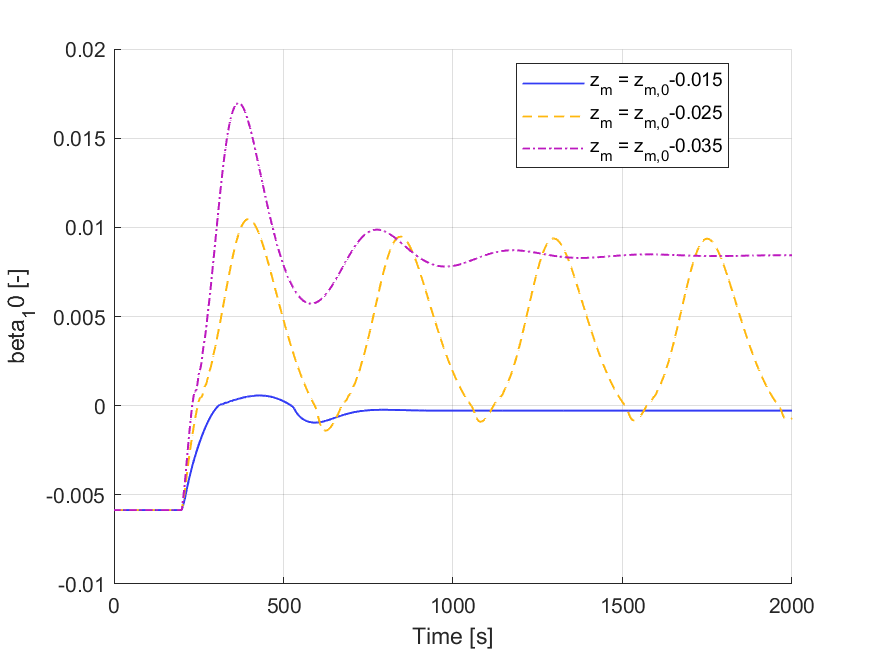 0.02
0.015
0.01
0.005
0
-0.005
-0.01
beta₁0 [-]
zₘ = zₘ,₀-0.015
zₘ = zₘ,₀-0.025
zₘ = zₘ,₀-0.035
0 500 1000 1500 2000
Time [s]